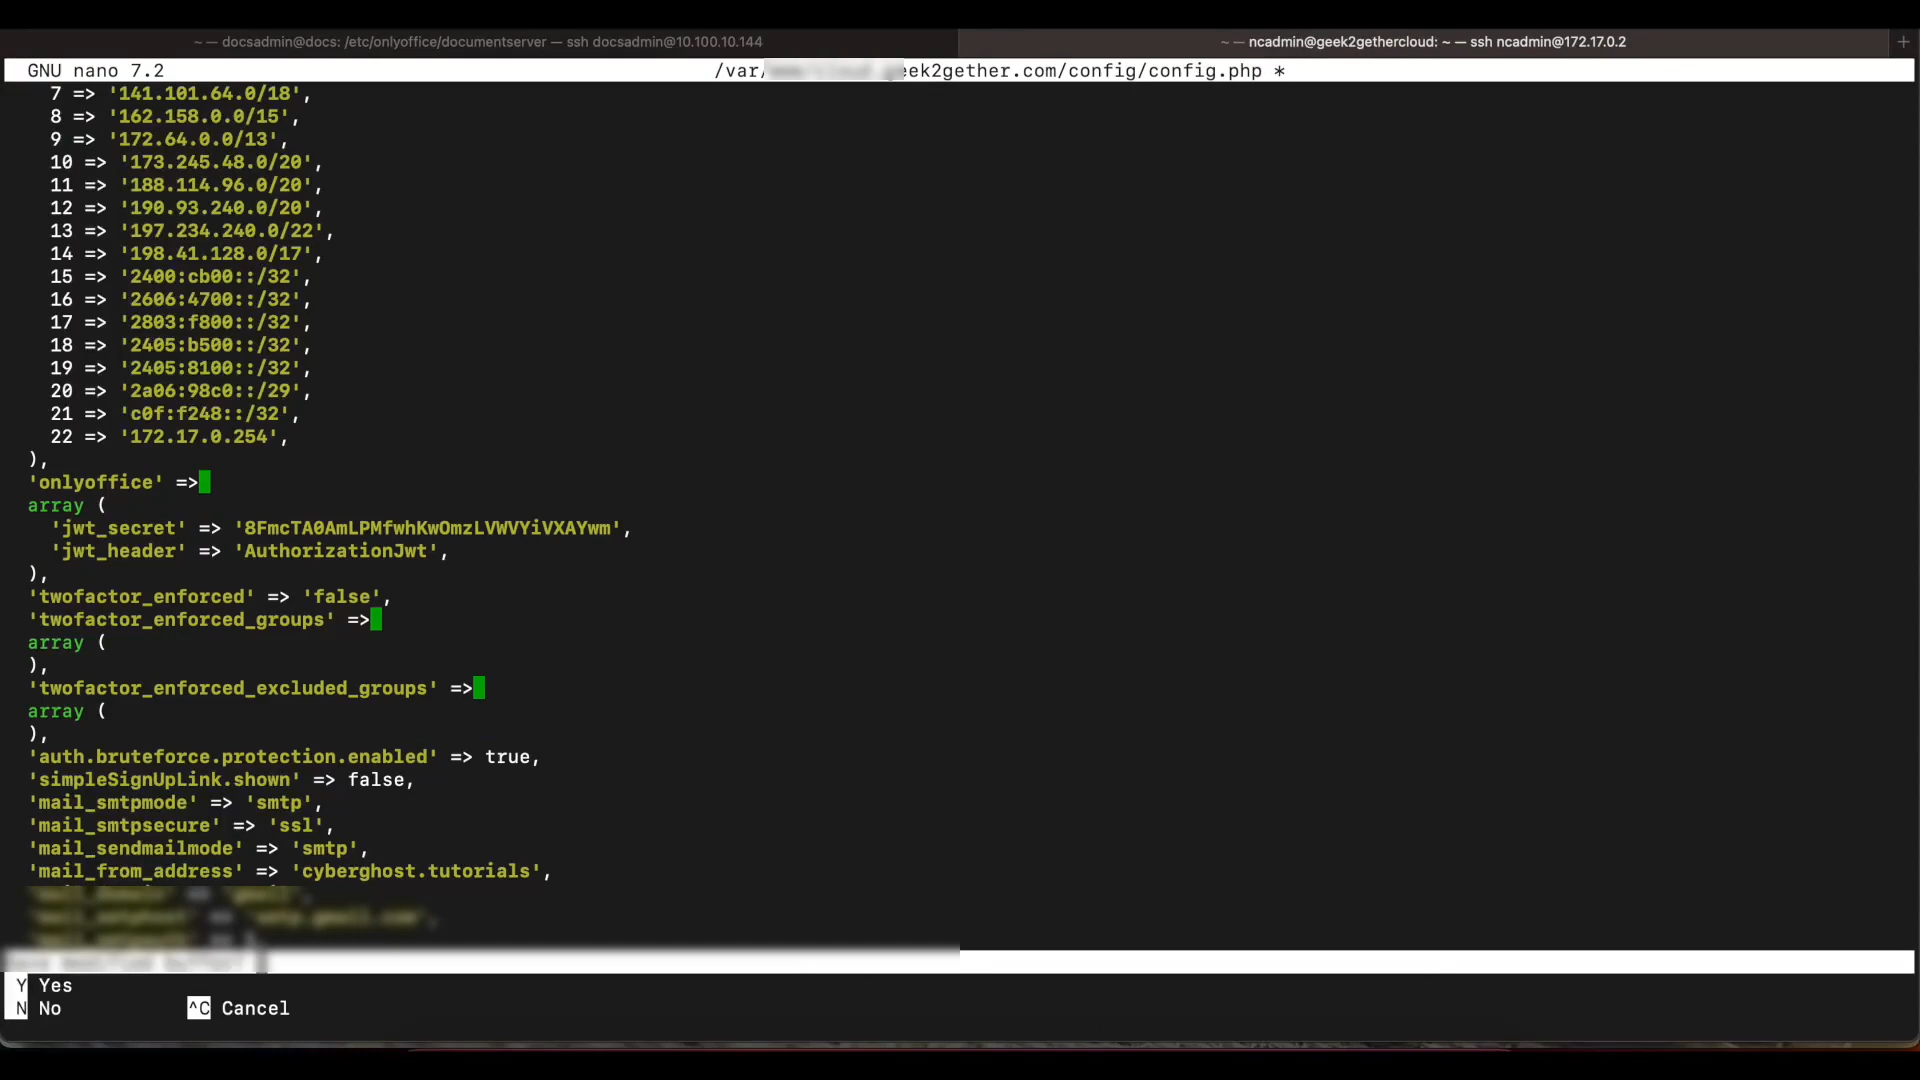 ~ — docsadmin@docs: /etc/onlyoffice/documentserver — ssh docsadmin@10.100.10.144
~ — ncadmin@geek2gethercloud: ~ — ssh ncadmin@172.17.0.2
+
GNU nano 7.2
/var/ eek2gether.com/config/config.php *
7 => '141.101.64.0/18',
8 => '162.158.0.0/15',
9 => '172.64.0.0/13',
10 => '173.245.48.0/20',
11 => '188.114.96.0/20',
12 => '190.93.240.0/20',
13 => '197.234.240.0/22',
14 => '198.41.128.0/17',
15 => '2400:cb00::/32',
16 => '2606:4700::/32',
17 => '2803:f800::/32',
18 => '2405:b500::/32',
19 => '2405:8100::/32',
20 => '2a06:98c0::/29',
21 => 'c0f:f248::/32',
22 => '172.17.0.254',
),
'onlyoffice' =>
array (
'jwt_secret' => '8FmcTA0AmLPMfwhKwOmzLVWVYiVXAYwm',
'jwt_header' => 'AuthorizationJwt',
),
'twofactor_enforced' => 'false',
'twofactor_enforced_groups' =>
array (
),
'twofactor_enforced_excluded_groups' =>
array (
),
'auth.bruteforce.protection.enabled' => true,
'simpleSignUpLink.shown' => false,
'mail_smtpmode' => 'smtp',
'mail_smtpsecure' => 'ssl',
'mail_sendmailmode' => 'smtp',
'mail_from_address' => 'cyberghost.tutorials',
Y Yes
N No
^C Cancel